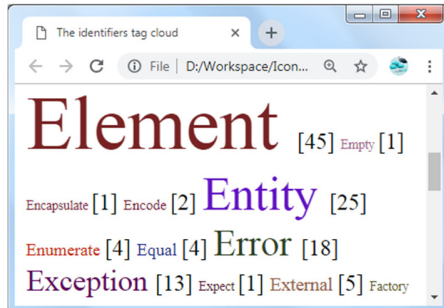 The identifiers tag cloud
File | D:/Workspace/Icon...
Element [45] Empty [1]
Encapsulate [1] Encode [2] Entity [25]
Enumerate [4] Equal [4] Error [18]
Exception [13] Expect [1] External [5] Factory